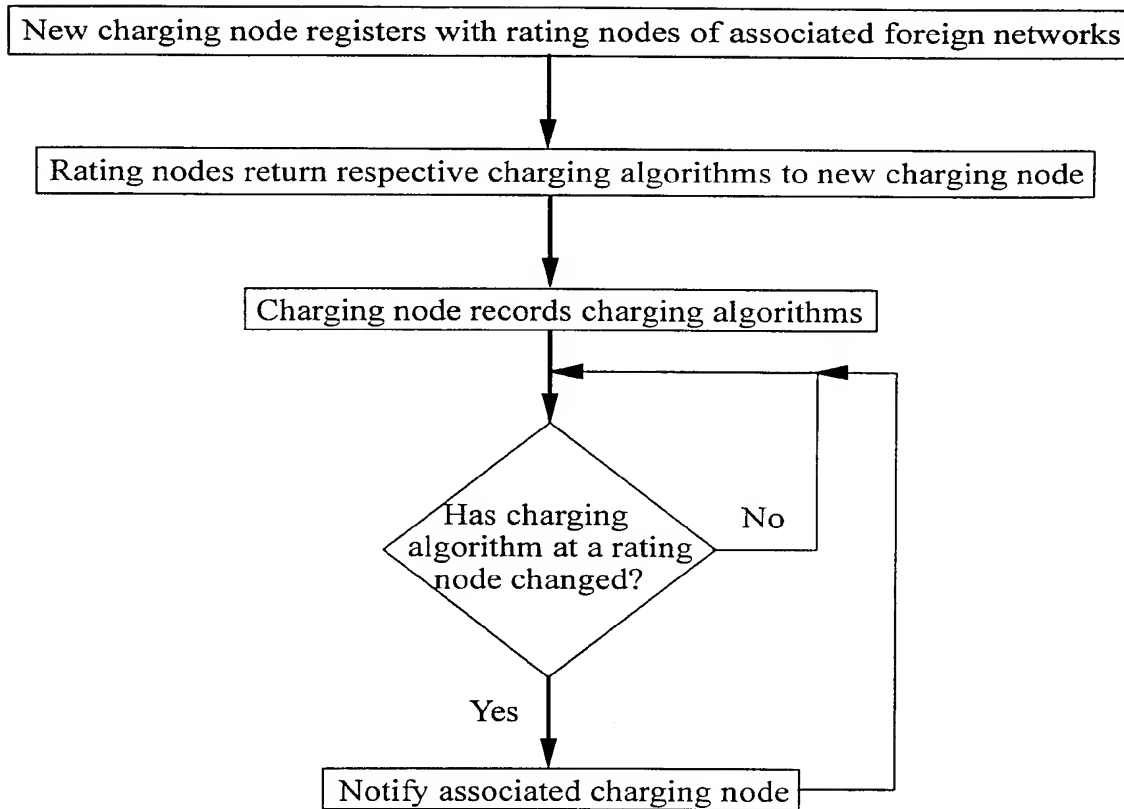 New charging node registers with rating nodes of associated foreign networks
Rating nodes return respective charging algorithms to new charging node
Charging node records charging algorithms
Has charging
algorithm at a rating
node changed?
No
Yes
Notify associated charging node